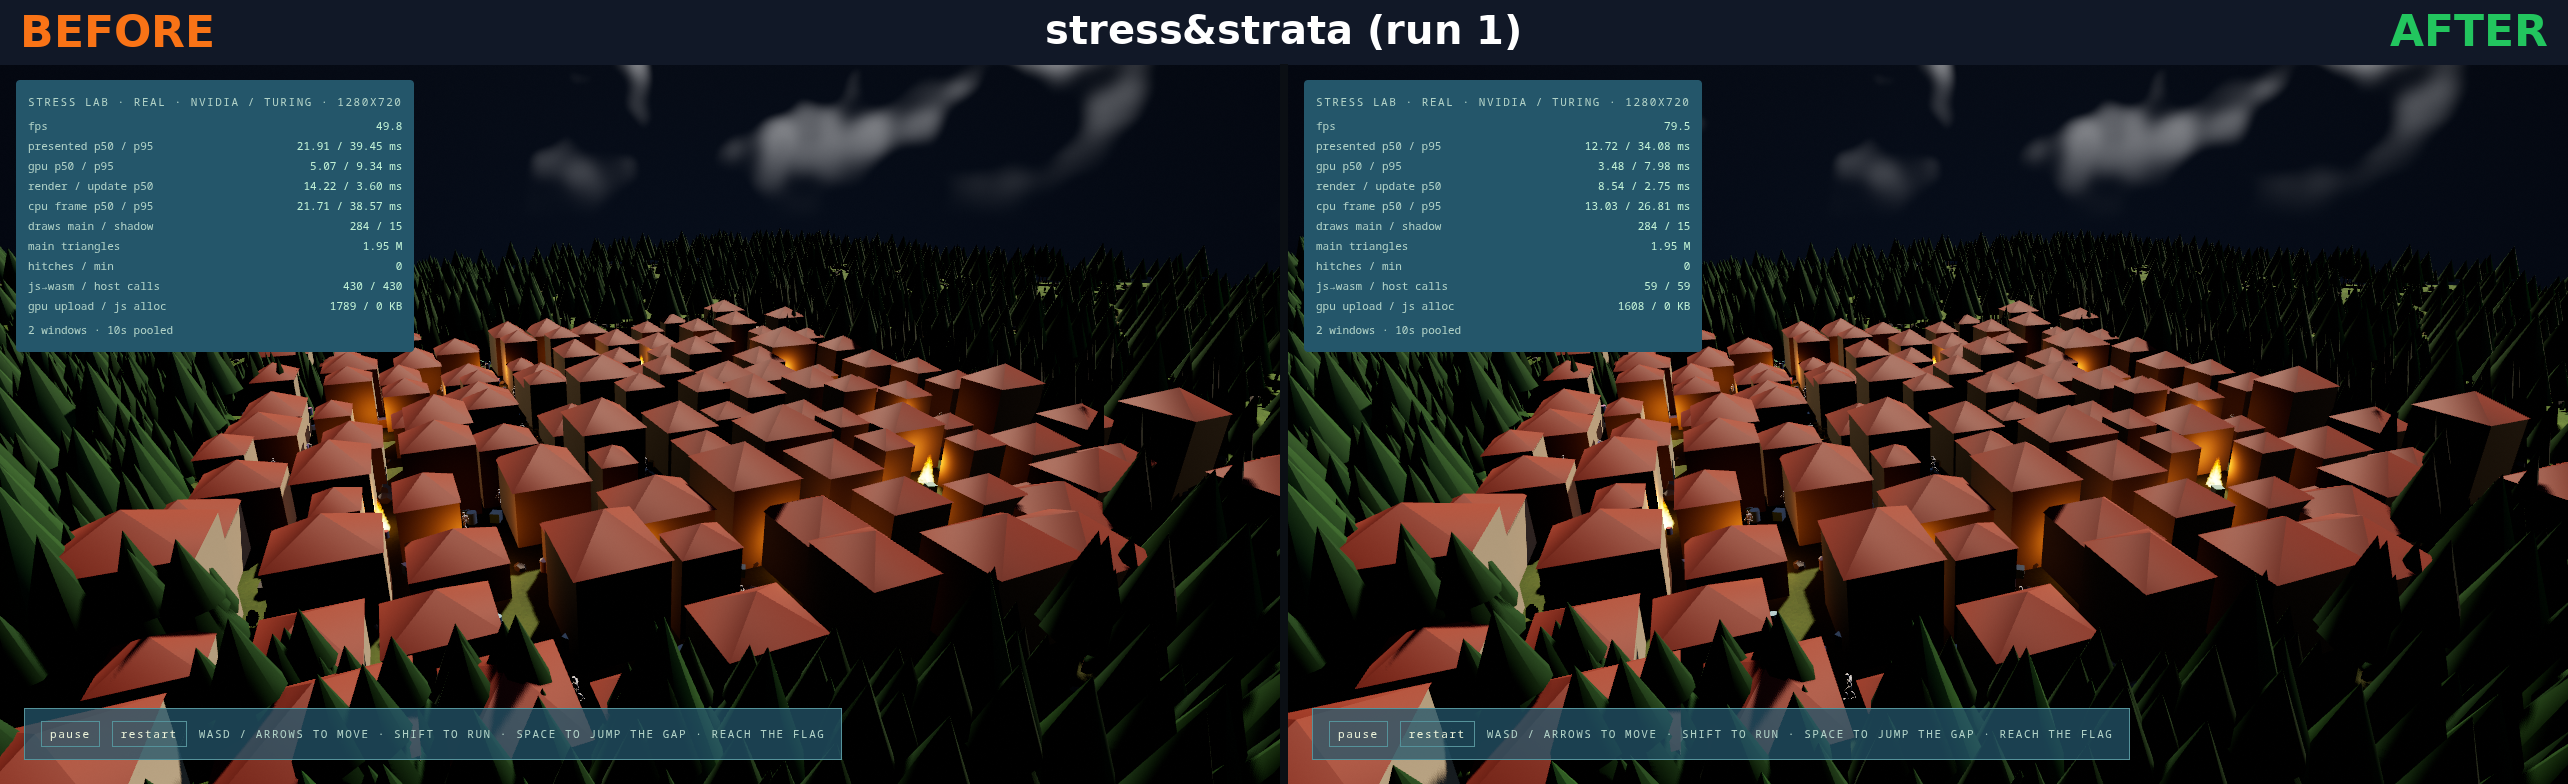 BEFORE
stress&strata (run 1)
AFTER
STRESS LAB · REAL · NVIDIA / TURING · 1280X720
fps 49.8
presented p50 / p95 21.91 / 39.45 ms
gpu p50 / p95 5.07 / 9.34 ms
render / update p50 14.22 / 3.60 ms
cpu frame p50 / p95 21.71 / 38.57 ms
draws main / shadow 284 / 15
main triangles 1.95 M
hitches / min 0
js→wasm / host calls 430 / 430
gpu upload / js alloc 1789 / 0 KB
2 windows · 10s pooled
pause restart WASD / ARROWS TO MOVE · SHIFT TO RUN · SPACE TO JUMP THE GAP · REACH THE FLAG
STRESS LAB · REAL · NVIDIA / TURING · 1280X720
fps 79.5
presented p50 / p95 12.72 / 34.08 ms
gpu p50 / p95 3.48 / 7.98 ms
render / update p50 8.54 / 2.75 ms
cpu frame p50 / p95 13.03 / 26.81 ms
draws main / shadow 284 / 15
main triangles 1.95 M
hitches / min 0
js→wasm / host calls 59 / 59
gpu upload / js alloc 1608 / 0 KB
2 windows · 10s pooled
pause restart WASD / ARROWS TO MOVE · SHIFT TO RUN · SPACE TO JUMP THE GAP · REACH THE FLAG